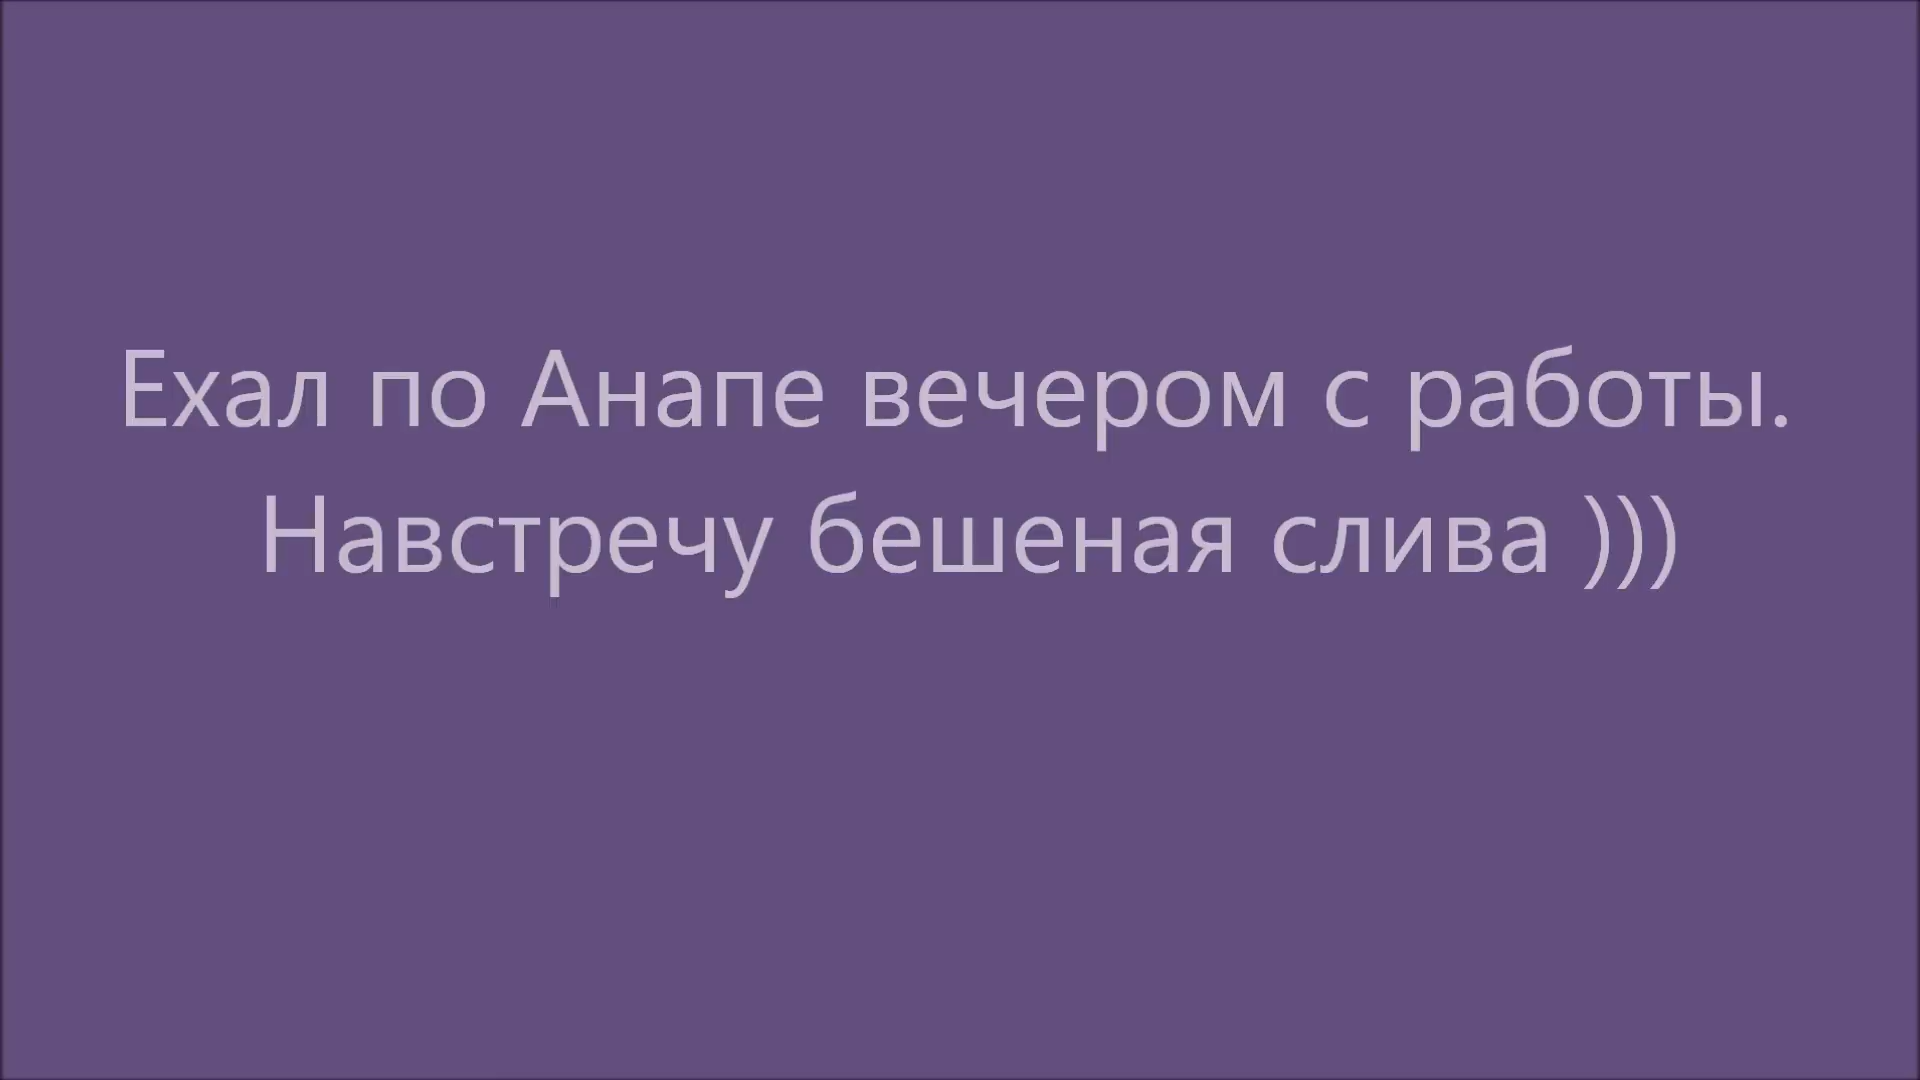 Ехал по Анапе вечером с работы.
Навстречу бешеная слива )))